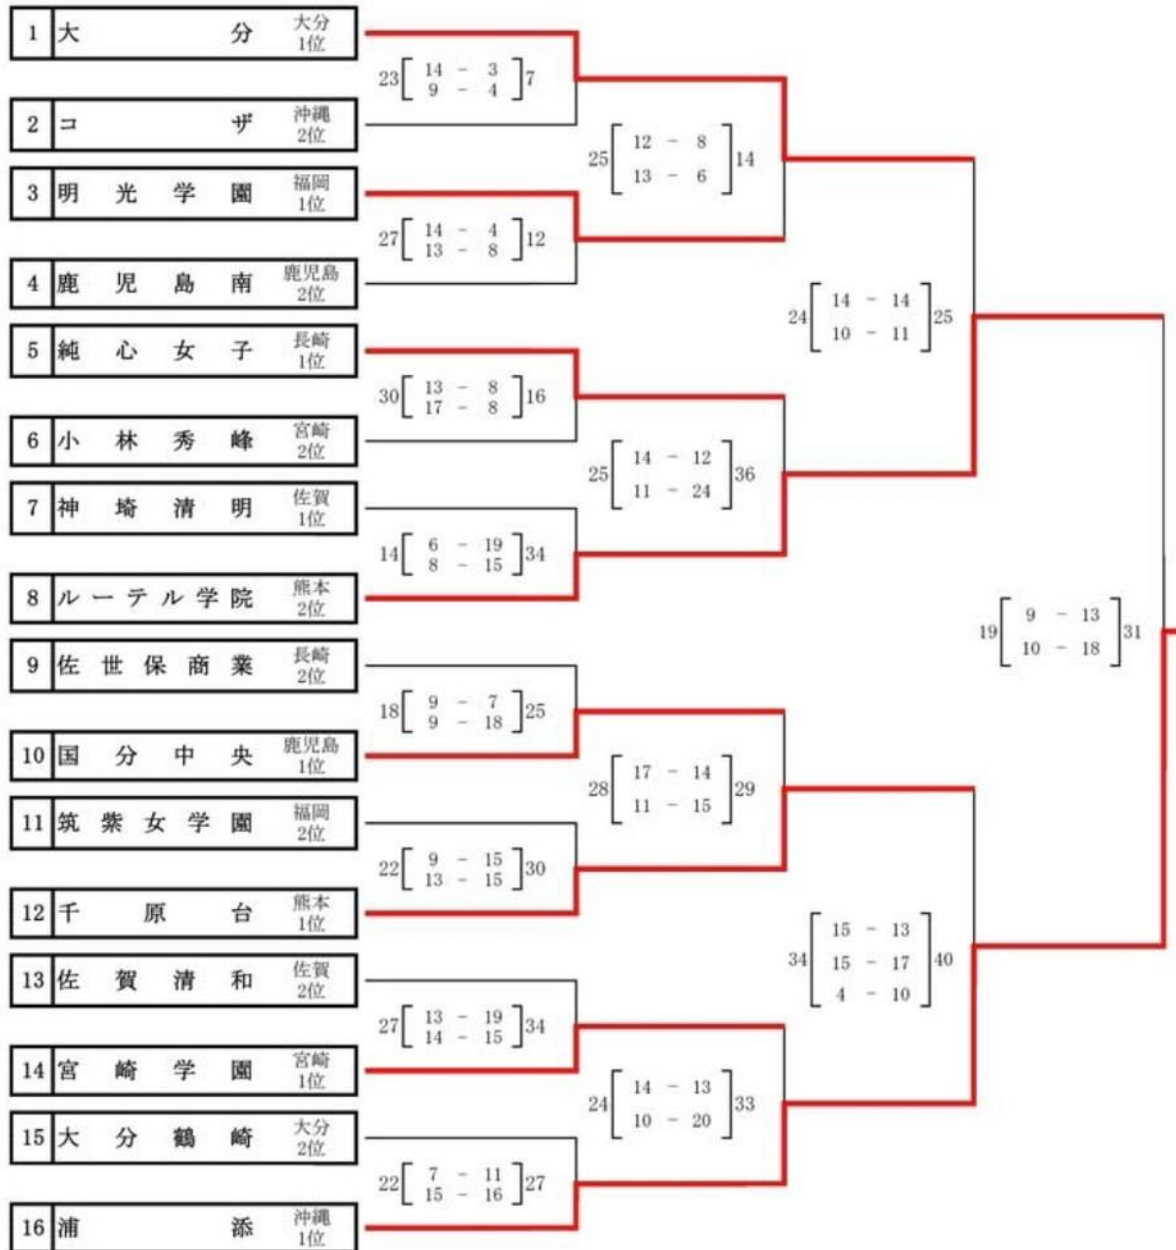 1 大分 大分 1位
23 [ 14 - 3 ] 7
9 - 4
2 コザ 沖縄 2位
25 [ 12 - 8 ] 14
13 - 6
3 明光学園 福岡 1位
27 [ 14 - 4 ] 12
13 - 8
4 鹿児島南 鹿児島 2位
24 [ 14 - 14 ] 25
10 - 11
5 純心女子 長崎 1位
30 [ 13 - 8 ] 16
17 - 8
6 小林秀峰 宮崎 2位
25 [ 14 - 12 ] 36
11 - 24
7 神埼清明 佐賀 1位
14 [ 6 - 19 ] 34
8 - 15
8 ルーテル学院 熊本 2位
19 [ 9 - 13 ] 31
10 - 18
9 佐世保商業 長崎 2位
18 [ 9 - 7 ] 25
9 - 18
10 国分中央 鹿児島 1位
28 [ 17 - 14 ] 29
11 - 15
11 筑紫女学園 福岡 2位
22 [ 9 - 15 ] 30
13 - 15
12 千原台 熊本 1位
34 [ 15 - 13 ] 40
15 - 17
4 - 10
13 佐賀清和 佐賀 2位
27 [ 13 - 19 ] 34
14 - 15
14 宮崎学園 宮崎 1位
24 [ 14 - 13 ] 33
10 - 20
15 大分鶴崎 大分 2位
22 [ 7 - 11 ] 27
15 - 16
16 浦添 沖縄 1位